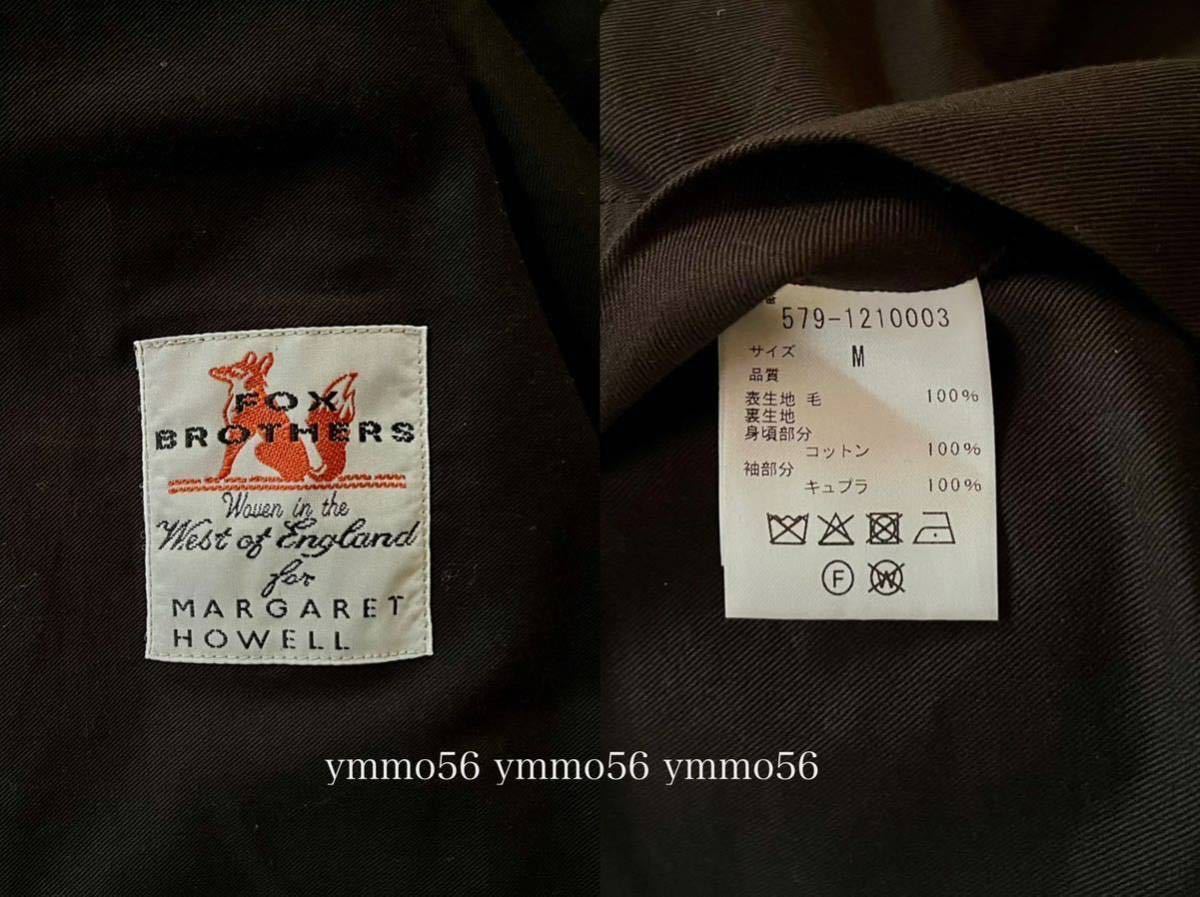 FOX
BROTHERS
Woven in the
West of England
for
MARGARET
HOWELL
579-1210003
サイズ M
品質
表生地 毛 100%
裏生地
身頃部分
コットン 100%
袖部分
キュプラ 100%
F
W
ymmo56 ymmo56 ymmo56